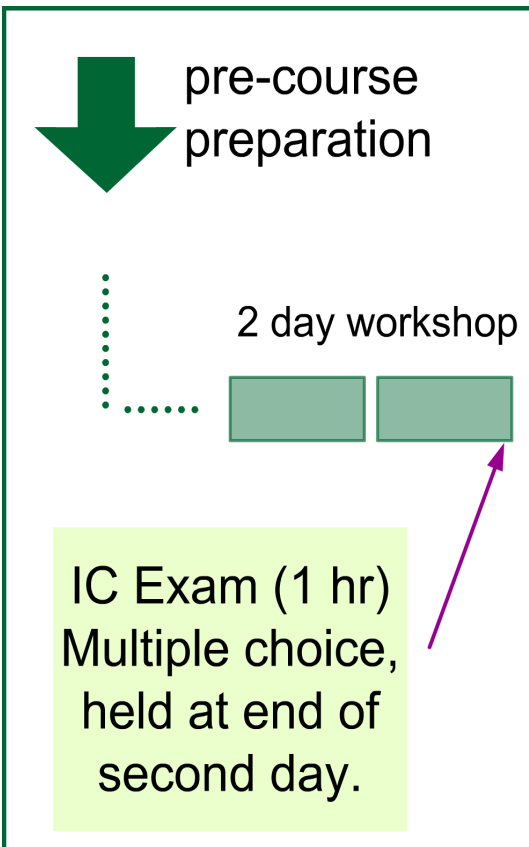 pre-course
preparation
2 day workshop
IC Exam (1 hr)
Multiple choice,
held at end of
second day.